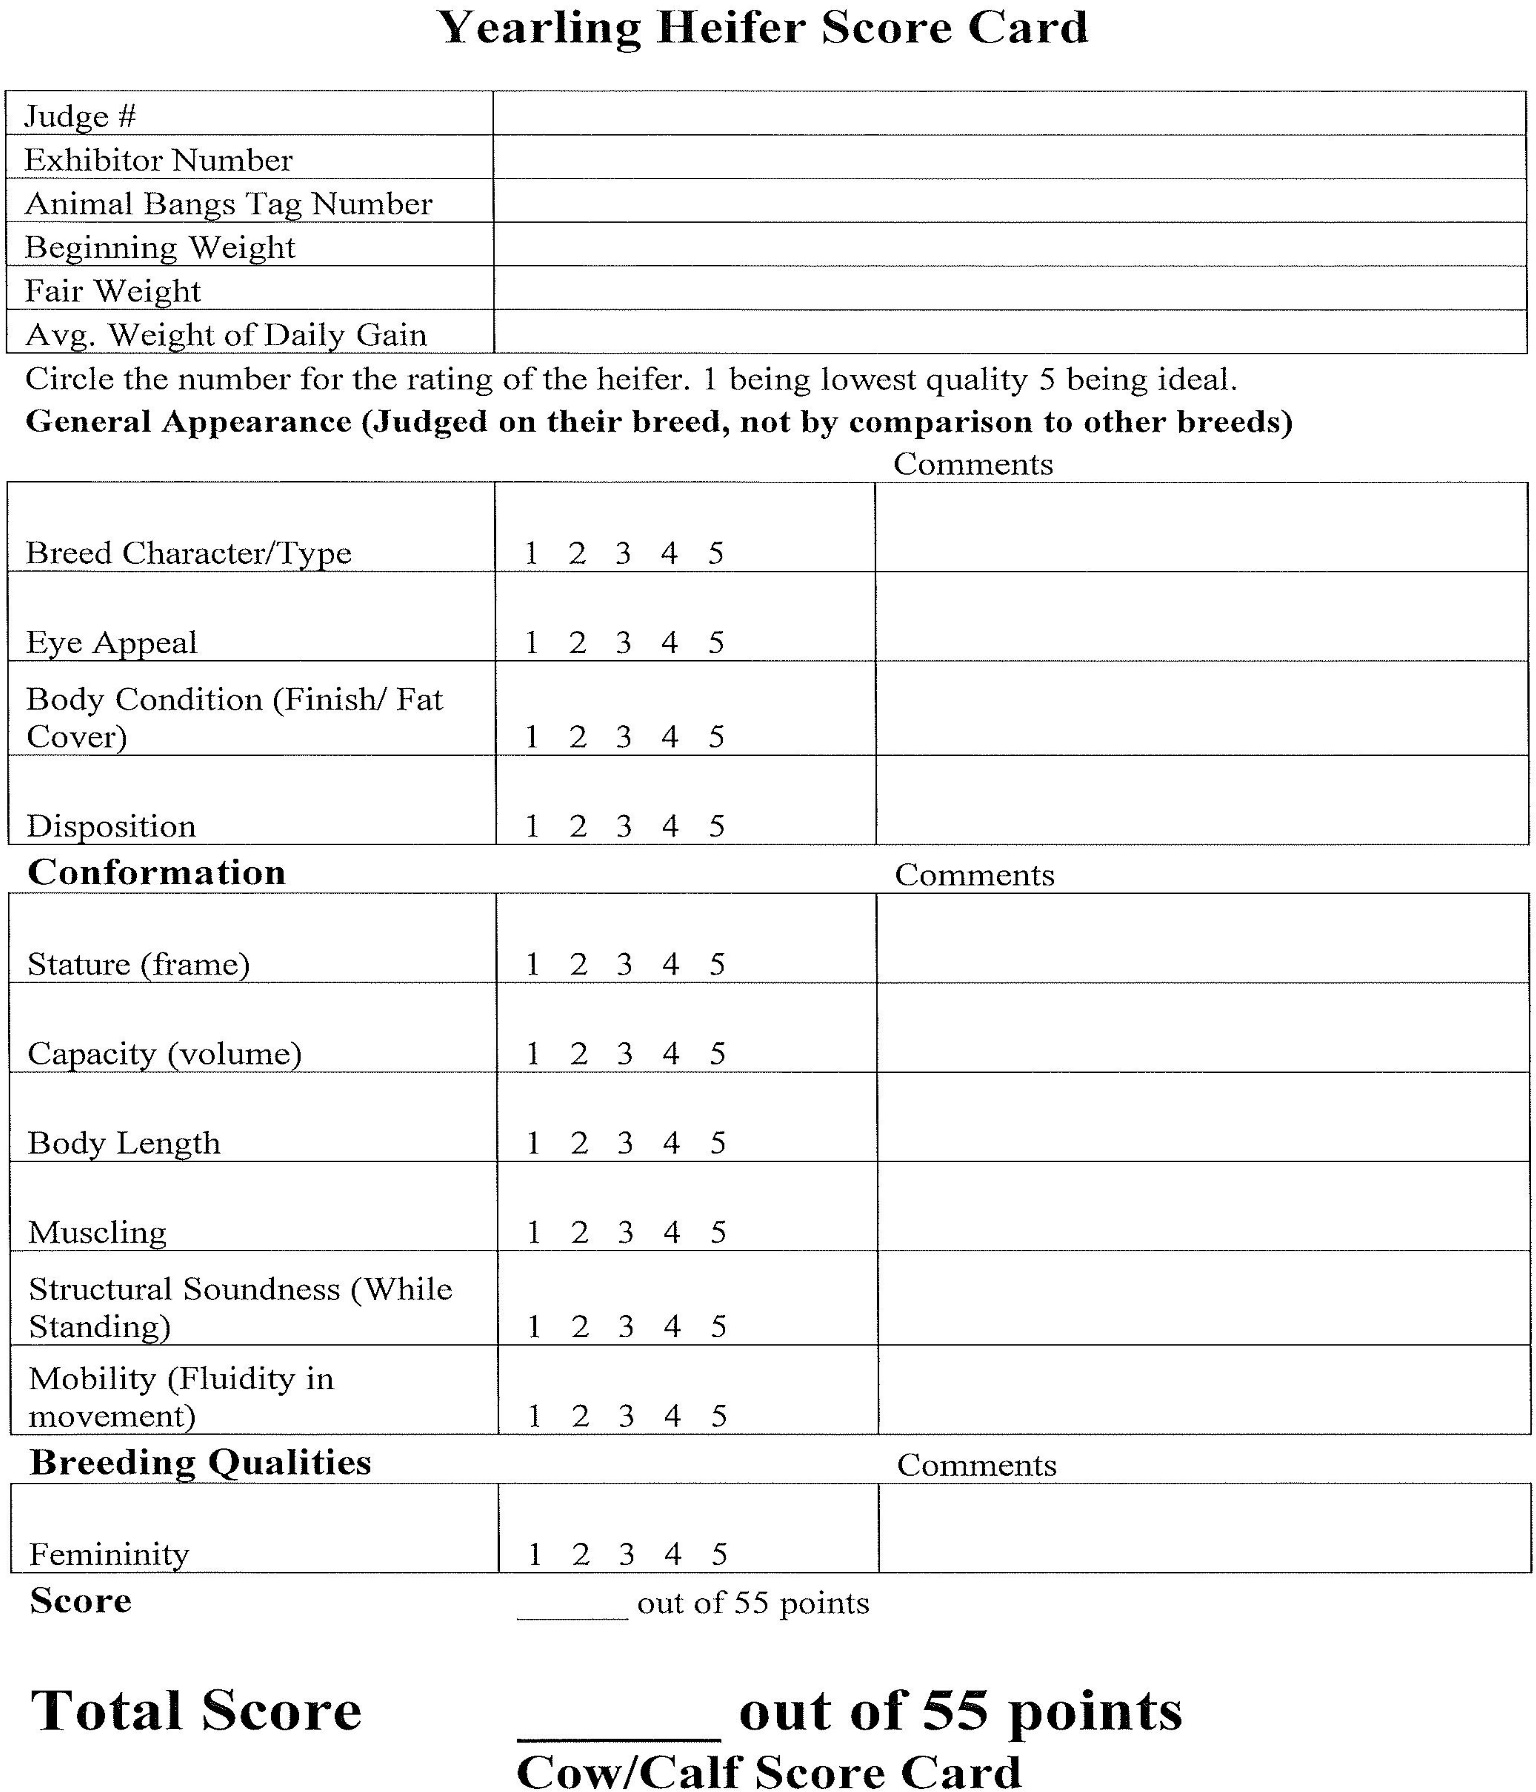 Yearling Heifer Score Card
Judge #
Exhibitor Number
Animal Bangs Tag Number
Beginning Weight
Fair Weight
Avg. Weight of Daily Gain
Circle the number for the rating of the heifer. 1 being lowest quality 5 being ideal.
General Appearance (Judged on their breed, not by comparison to other breeds)
Comments
Breed Character/Type 1 2 3 4 5
Eye Appeal 1 2 3 4 5
Body Condition (Finish/ Fat
Cover) 1 2 3 4 5
Disposition 1 2 3 4 5
Conformation Comments
Stature (frame) 1 2 3 4 5
Capacity (volume) 1 2 3 4 5
Body Length 1 2 3 4 5
Muscling 1 2 3 4 5
Structural Soundness (While
Standing) 1 2 3 4 5
Mobility (Fluidity in
movement) 1 2 3 4 5
Breeding Qualities Comments
Femininity 1 2 3 4 5
Score ______ out of 55 points
Total Score ______ out of 55 points
Cow/Calf Score Card